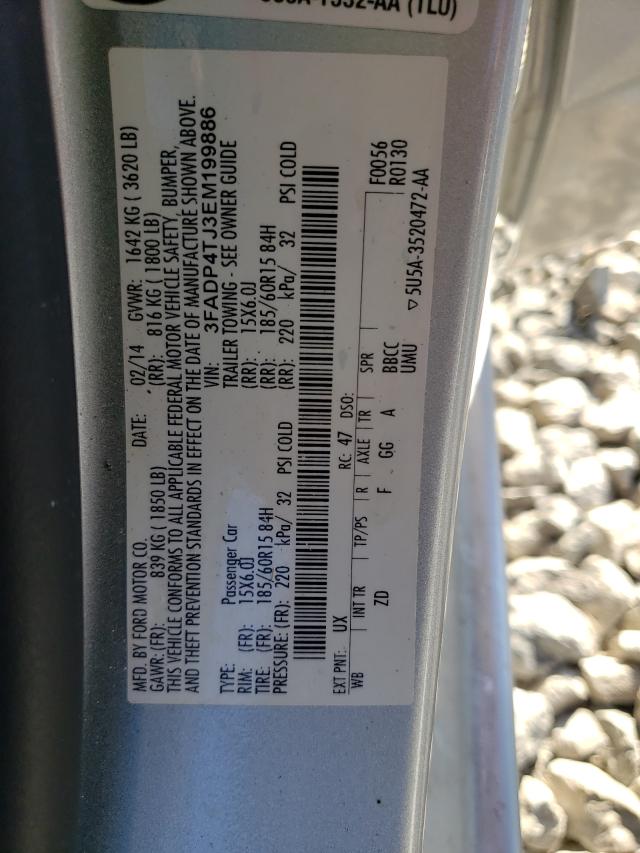 5U5A-1532-AA (TLU)
MFD. BY FORD MOTOR CO. DATE: 02/14 GVWR: 1642 KG ( 3620 LB)
GAWR: (FR): 839 KG ( 1850 LB) (RR): 816 KG ( 1800 LB)
THIS VEHICLE CONFORMS TO ALL APPLICABLE FEDERAL MOTOR VEHICLE SAFETY, BUMPER,
AND THEFT PREVENTION STANDARDS IN EFFECT ON THE DATE OF MANUFACTURE SHOWN ABOVE.
VIN: 3FADP4TJ3EM199886
TYPE: Passenger Car TRAILER TOWING - SEE OWNER GUIDE
RIM: (FR): 15X6.0J (RR): 15X6.0J
TIRE: (FR): 185/60R15 84H (RR): 185/60R15 84H
PRESSURE: (FR): 220 kPa/ 32 PSI COLD (RR): 220 kPa/ 32 PSI COLD
EXT PNT: UX RC: 47 DSO: F0056
WB INT TR TP/PS R AXLE TR SPR R0130
ZD F GG A BBCC
UMU
▽5U5A-3520472-AA